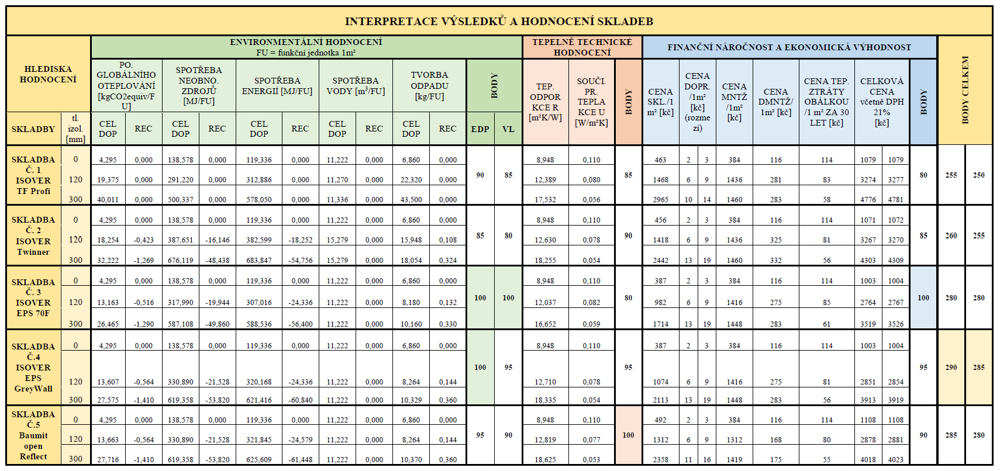 INTERPRETACE VÝSLEDKŮ A HODNOCENÍ SKLADEB
HLEDISKA
HODNOCENÍ
ENVIRONMENTÁLNÍ HODNOCENÍ
FU = funkční jednotka 1m²
TEPELNĚ TECHNICKÉ
HODNOCENÍ
FINANČNÍ NÁROČNOST A EKONOMICKÁ VÝHODNOST
BODY CELKEM
PO.
GLOBÁLNÍHO
OTEPLOVÁNÍ
[kgCO2equiv/F
U]
SPOTŘEBA
NEOBNO.
ZDROJŮ
[MJ/FU]
SPOTŘEBA
ENERGIÍ [MJ/FU]
SPOTŘEBA
VODY [m³/FU]
TVORBA
ODPADU
[kg/FU]
BODY
TEP.
ODPOR
KCE R
[m²K/W]
SOUČI.
PR.
TEPLA
KCE U
[W/m²K]
BODY
CENA
SKL./1
m² [kč]
CENA
DOPR.
/1m²
[kč]
(rozme
zí)
CENA
MNTŽ
/1m²
[kč]
CENA
DMNTŽ/
1m² [kč]
CENA TEP.
ZTRÁTY
OBÁLKOU
/1 m² ZA 30
LET [kč]
CELKOVÁ
CENA
včetně DPH
21%
[kč]
BODY
SKLADBY
tl.
izol.
[mm]
CEL
DOP
REC
CEL
DOP
REC
CEL
DOP
REC
CEL
DOP
REC
CEL
DOP
REC
EDP
VL
SKLADBA
Č. 1
ISOVER
TF Profi
0 4,295 0,000 138,578 0,000 119,336 0,000 11,222 0,000 6,860 0,000 8,948 0,110 463 2 3 384 116 114 1079 1079
120 19,375 0,000 291,220 0,000 312,886 0,000 11,270 0,000 22,320 0,000 90 85 12,389 0,080 85 1468 6 9 1436 281 83 3274 3277 80 255 250
300 40,011 0,000 500,337 0,000 578,050 0,000 11,336 0,000 43,500 0,000 17,532 0,056 2965 10 14 1460 283 58 4776 4781
SKLADBA
Č. 2
ISOVER
Twinner
0 4,295 0,000 138,578 0,000 119,336 0,000 11,222 0,000 6,860 0,000 8,948 0,110 456 2 3 384 116 114 1071 1072
120 18,254 -0,423 387,651 -16,146 382,599 -18,252 15,279 0,000 15,948 0,108 85 80 12,630 0,078 90 1418 6 9 1436 325 81 3267 3270 85 260 255
300 32,222 -1,269 676,119 -48,438 683,847 -54,756 15,279 0,000 18,054 0,324 18,255 0,054 2442 13 19 1460 332 56 4303 4309
SKLADBA
Č. 3
ISOVER
EPS 70F
0 4,295 0,000 138,578 0,000 119,336 0,000 11,222 0,000 6,860 0,000 8,948 0,110 387 2 3 384 116 114 1003 1004
120 13,163 -0,516 317,990 -19,944 307,016 -24,336 11,222 0,000 8,180 0,132 100 100 12,037 0,082 80 982 6 9 1416 275 85 2764 2767 100 280 280
300 26,465 -1,290 587,108 -49,860 588,536 -56,400 11,222 0,000 10,160 0,330 16,652 0,059 1714 13 19 1448 283 61 3519 3526
SKLADBA
Č.4
ISOVER
EPS
GreyWall
0 4,295 0,000 138,578 0,000 119,336 0,000 11,222 0,000 6,860 0,000 8,948 0,110 387 2 3 384 116 114 1003 1004
120 13,607 -0,564 330,890 -21,528 320,168 -24,336 11,222 0,000 8,264 0,144 100 95 12,710 0,078 95 1074 6 9 1416 275 81 2851 2854 95 290 285
300 27,575 -1,410 619,358 -53,820 621,416 -60,840 11,222 0,000 10,329 0,360 18,335 0,054 2113 13 19 1448 283 56 3913 3919
SKLADBA
Č.5
Baumit
open
Reflect
0 4,295 0,000 138,578 0,000 119,336 0,000 11,222 0,000 6,860 0,000 8,948 0,110 492 2 3 384 116 114 1108 1108
120 13,663 -0,564 330,890 -21,528 321,845 -24,579 11,222 0,000 8,264 0,144 95 90 12,819 0,077 100 1312 6 9 1312 168 80 2878 2881 90 285 280
300 27,716 -1,410 619,358 -53,820 625,609 -61,448 11,222 0,000 10,370 0,360 18,625 0,053 2358 11 16 1419 175 55 4018 4023